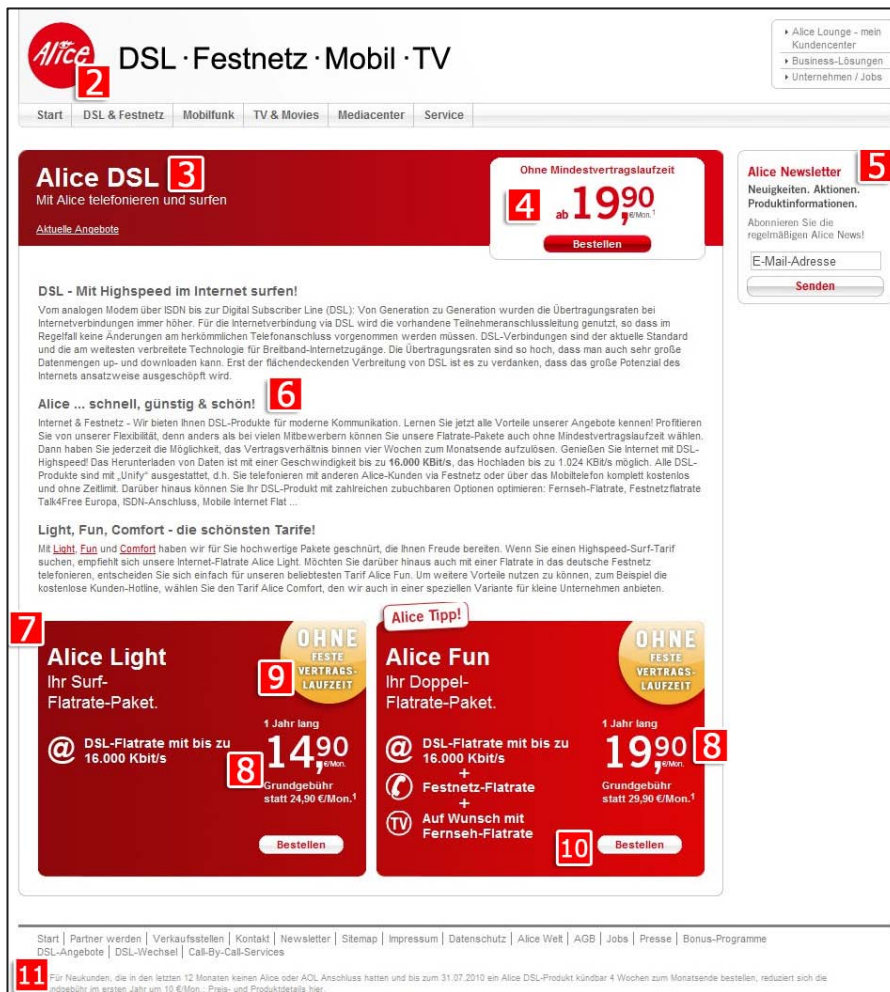 Alice
2
DSL · Festnetz · Mobil · TV
Alice Lounge - mein
Kundencenter
Business-Lösungen
Unternehmen / Jobs
Start DSL & Festnetz Mobilfunk TV & Movies Mediacenter Service
Alice DSL 3
Mit Alice telefonieren und surfen
Aktuelle Angebote
Ohne Mindestvertragslaufzeit
4 ab 19,90 €/Mon.1
Bestellen
5
Alice Newsletter
Neuigkeiten. Aktionen.
Produktinformationen.
Abonnieren Sie die
regelmäßigen Alice News!
E-Mail-Adresse
Senden
DSL - Mit Highspeed im Internet surfen!
Vom analogen Modem über ISDN bis zur Digital Subscriber Line (DSL): Von Generation zu Generation wurden die Übertragungsraten bei
Internetverbindungen immer höher. Für die Internetverbindung via DSL wird die vorhandene Teilnehmeranschlussleitung genutzt, so dass im
Regelfall keine Änderungen am herkömmlichen Telefonanschluss vorgenommen werden müssen. DSL-Verbindungen sind der aktuelle Standard
und die am weitesten verbreitete Technologie für Breitband-Internetzugänge. Die Übertragungsraten sind so hoch, dass man auch sehr große
Datenmengen up- und downloaden kann. Erst der flächendeckenden Verbreitung von DSL ist es zu verdanken, dass das große Potenzial des
Internets ansatzweise ausgeschöpft wird.
6
Alice ... schnell, günstig & schön!
Internet & Festnetz - Wir bieten Ihnen DSL-Produkte für moderne Kommunikation. Lernen Sie jetzt alle Vorteile unserer Angebote kennen! Profitieren
Sie von unserer Flexibilität, denn anders als bei vielen Mitbewerbern können Sie unsere Flatrate-Pakete auch ohne Mindestvertragslaufzeit wählen.
Dann haben Sie jederzeit die Möglichkeit, das Vertragsverhältnis binnen vier Wochen zum Monatsende aufzulösen. Genießen Sie Internet mit DSL-
Highspeed! Das Herunterladen von Daten ist mit einer Geschwindigkeit bis zu 16.000 KBit/s, das Hochladen bis zu 1.024 KBit/s möglich. Alle DSL-
Produkte sind mit „Unify“ ausgestattet, d.h. Sie telefonieren mit anderen Alice-Kunden via Festnetz oder über das Mobiltelefon komplett kostenlos
und ohne Zeitlimit. Darüber hinaus können Sie Ihr DSL-Produkt mit zahlreichen zubuchbaren Optionen optimieren: Fernseh-Flatrate, Festnetzflatrate
Talk4Free Europa, ISDN-Anschluss, Mobile Internet Flat ...
Light, Fun, Comfort - die schönsten Tarife!
Mit Light, Fun und Comfort haben wir für Sie hochwertige Pakete geschnürt, die Ihnen Freude bereiten. Wenn Sie einen Highspeed-Surf-Tarif
suchen, empfiehlt sich unsere Internet-Flatrate Alice Light. Möchten Sie darüber hinaus auch mit einer Flatrate in das deutsche Festnetz
telefonieren, entscheiden Sie sich einfach für unseren beliebtesten Tarif Alice Fun. Um weitere Vorteile nutzen zu können, zum Beispiel die
kostenlose Kunden-Hotline, wählen Sie den Tarif Alice Comfort, den wir auch in einer speziellen Variante für kleine Unternehmen anbieten.
7
Alice Light
Ihr Surf-
Flatrate-Paket.
9
OHNE
FESTE
VERTRAGS-
LAUFZEIT
@ DSL-Flatrate mit bis zu
16.000 Kbit/s
8
1 Jahr lang
14,90 €/Mon.
Grundgebühr
statt 24,90 €/Mon.1
Bestellen
Alice Tipp!
Alice Fun
Ihr Doppel-
Flatrate-Paket.
OHNE
FESTE
VERTRAGS-
LAUFZEIT
@ DSL-Flatrate mit bis zu
16.000 Kbit/s
+
Festnetz-Flatrate
+
TV Auf Wunsch mit
Fernseh-Flatrate
1 Jahr lang
19,90 €/Mon.
8
Grundgebühr
statt 29,90 €/Mon.1
10
Bestellen
Start | Partner werden | Verkaufsstellen | Kontakt | Newsletter | Sitemap | Impressum | Datenschutz | Alice Welt | AGB | Jobs | Presse | Bonus-Programme
DSL-Angebote | DSL-Wechsel | Call-By-Call-Services
11
Für Neukunden, die in den letzten 12 Monaten keinen Alice oder AOL Anschluss hatten und bis zum 31.07.2010 ein Alice DSL-Produkt kündbar 4 Wochen zum Monatsende bestellen, reduziert sich die
ndgebühr im ersten Jahr um 10 €/Mon.: Preis- und Produktdetails hier.